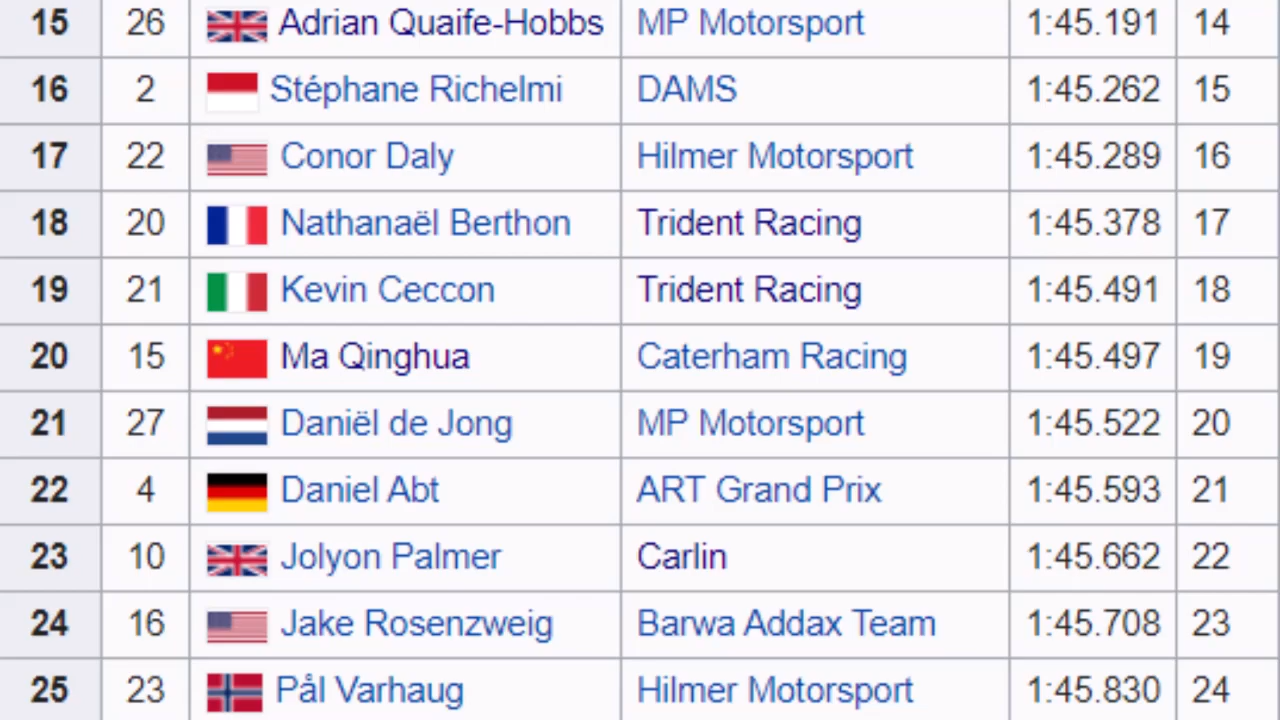 15 26 Adrian Quaife-Hobbs MP Motorsport 1:45.191 14
16 2 Stéphane Richelmi DAMS 1:45.262 15
17 22 Conor Daly Hilmer Motorsport 1:45.289 16
18 20 Nathanaël Berthon Trident Racing 1:45.378 17
19 21 Kevin Ceccon Trident Racing 1:45.491 18
20 15 Ma Qinghua Caterham Racing 1:45.497 19
21 27 Daniël de Jong MP Motorsport 1:45.522 20
22 4 Daniel Abt ART Grand Prix 1:45.593 21
23 10 Jolyon Palmer Carlin 1:45.662 22
24 16 Jake Rosenzweig Barwa Addax Team 1:45.708 23
25 23 Pål Varhaug Hilmer Motorsport 1:45.830 24